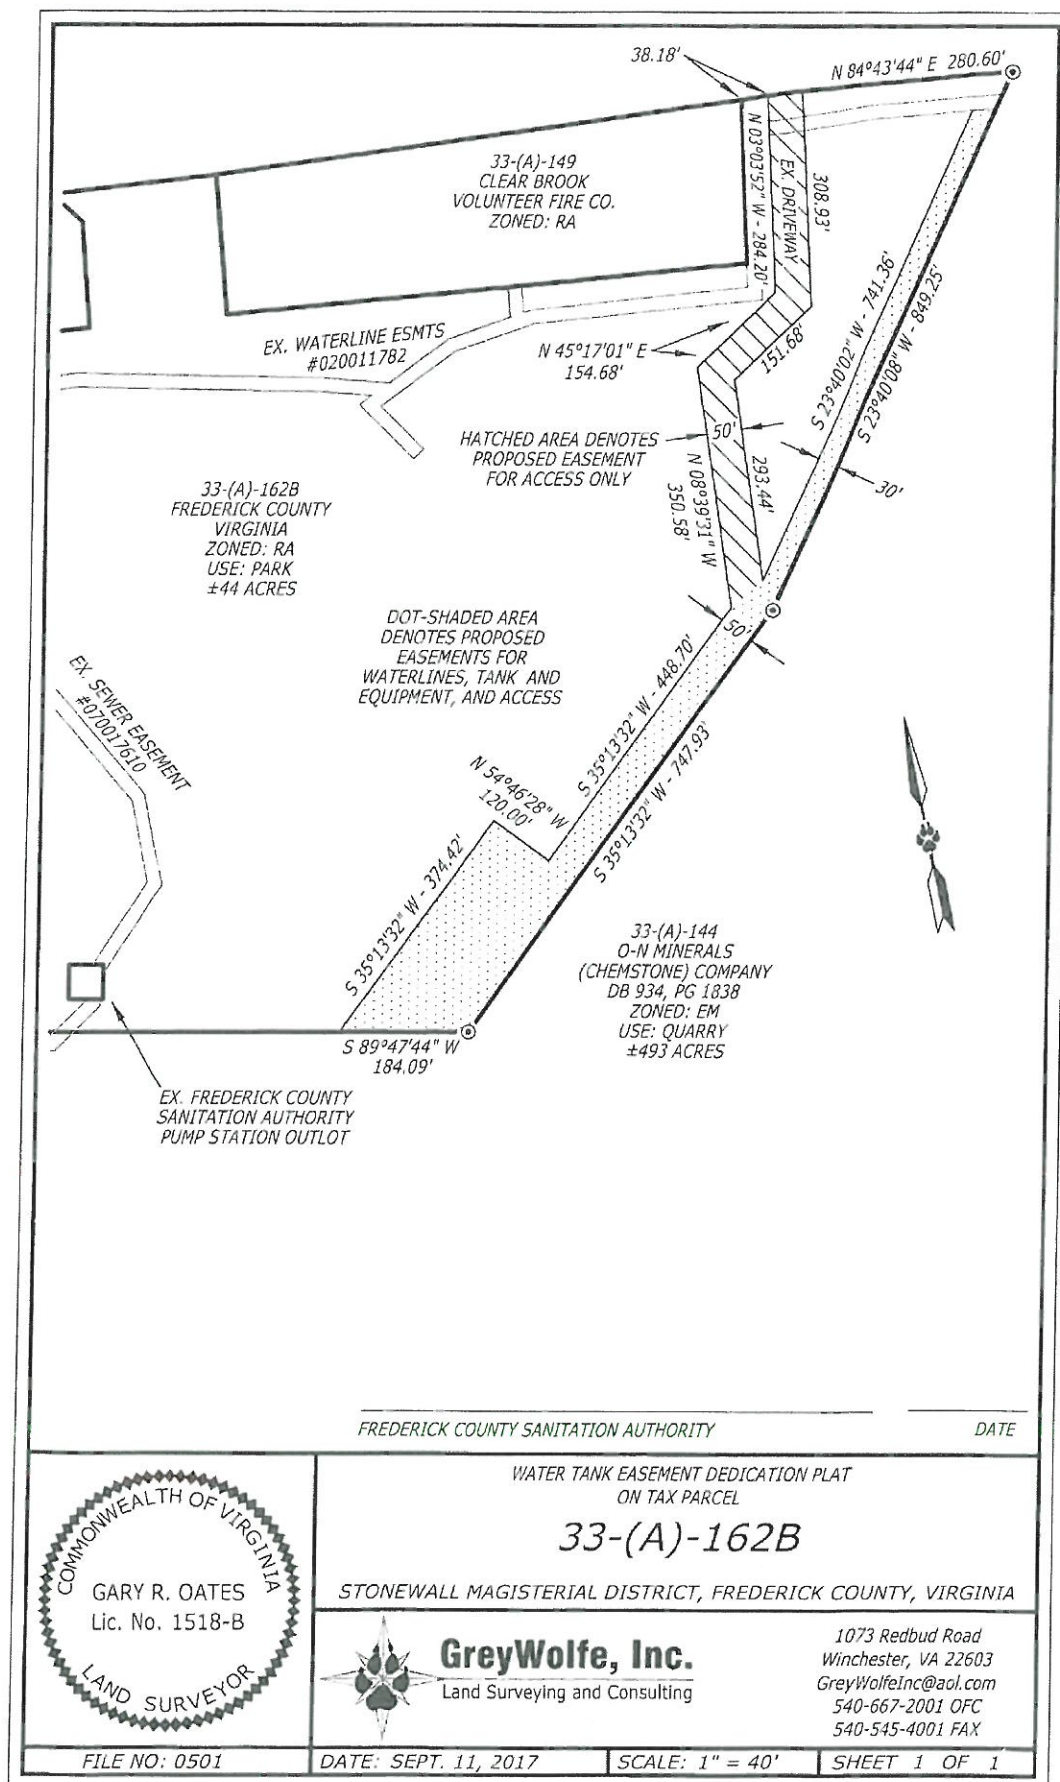 38.18'
N 84°43'44" E 280.60'
33-(A)-149
CLEAR BROOK
VOLUNTEER FIRE CO.
ZONED: RA
N 03°03'52" W - 284.20'
EX. DRIVEWAY
308.93'
S 23°40'02" W - 741.36'
S 23°40'08" W - 849.25'
EX. WATERLINE ESMTS
#020011782
N 45°17'01" E
154.68'
151.68'
HATCHED AREA DENOTES
PROPOSED EASEMENT
FOR ACCESS ONLY
50'
N 08°39'31" W
350.58'
293.44'
30'
33-(A)-162B
FREDERICK COUNTY
VIRGINIA
ZONED: RA
USE: PARK
±44 ACRES
DOT-SHADED AREA
DENOTES PROPOSED
EASEMENTS FOR
WATERLINES, TANK AND
EQUIPMENT, AND ACCESS
50'
EX. SEWER EASEMENT
#070017610
S 35°13'32" W - 448.70'
S 35°13'32" W - 747.93'
N 54°46'28" W
120.00'
S 35°13'32" W - 374.42'
33-(A)-144
O-N MINERALS
(CHEMSTONE) COMPANY
DB 934, PG 1838
ZONED: EM
USE: QUARRY
±493 ACRES
S 89°47'44" W
184.09'
EX. FREDERICK COUNTY
SANITATION AUTHORITY
PUMP STATION OUTLOT
FREDERICK COUNTY SANITATION AUTHORITY DATE
COMMONWEALTH OF VIRGINIA
GARY R. OATES
Lic. No. 1518-B
LAND SURVEYOR
WATER TANK EASEMENT DEDICATION PLAT
ON TAX PARCEL
33-(A)-162B
STONEWALL MAGISTERIAL DISTRICT, FREDERICK COUNTY, VIRGINIA
GreyWolfe, Inc.
Land Surveying and Consulting
1073 Redbud Road
Winchester, VA 22603
GreyWolfeInc@aol.com
540-667-2001 OFC
540-545-4001 FAX
FILE NO: 0501
DATE: SEPT. 11, 2017
SCALE: 1" = 40'
SHEET 1 OF 1